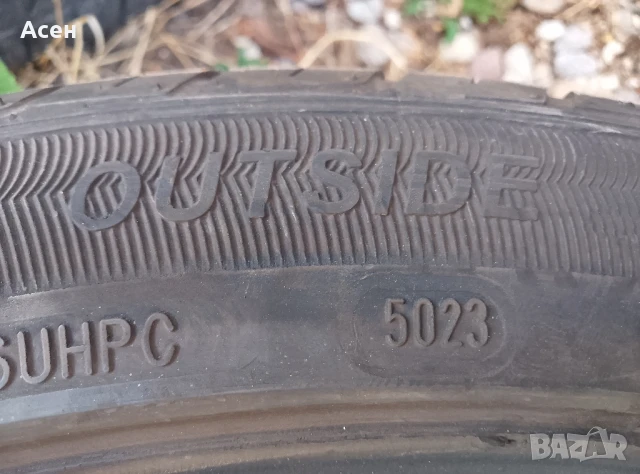 Асен
OUTSIDE
SUHPC
5023
BAZAR